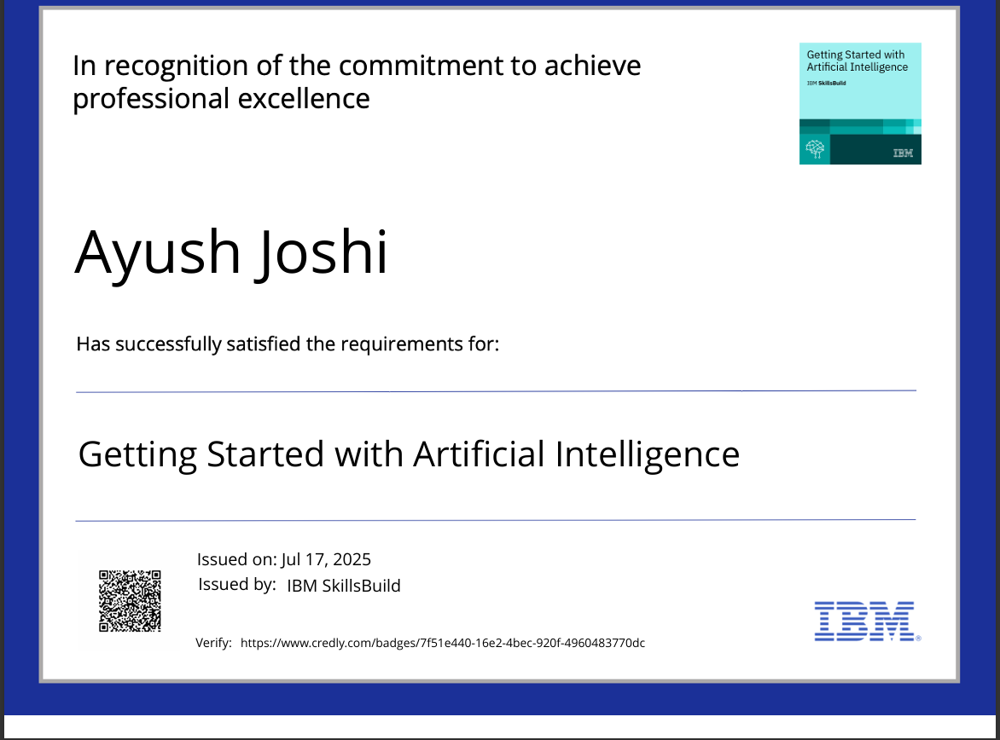 In recognition of the commitment to achieve
professional excellence
Getting Started with
Artificial Intelligence
IBM SkillsBuild
IBM
Ayush Joshi
Has successfully satisfied the requirements for:
Getting Started with Artificial Intelligence
Issued on: Jul 17, 2025
Issued by: IBM SkillsBuild
Verify: https://www.credly.com/badges/7f51e440-16e2-4bec-920f-4960483770dc
IBM®